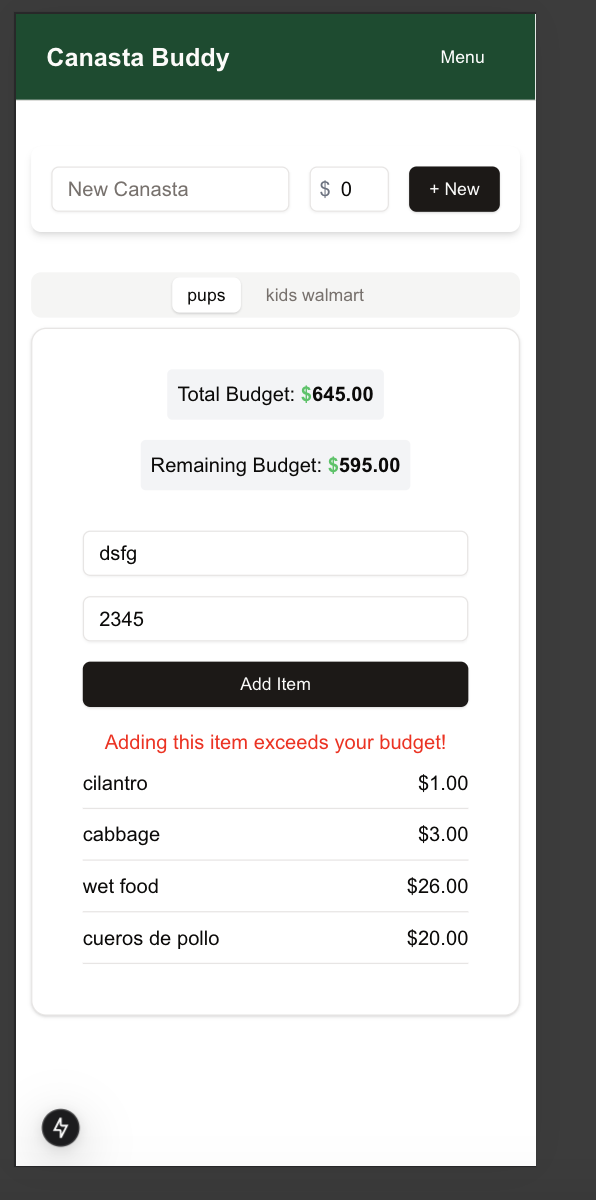 Canasta Buddy Menu
New Canasta $ 0 + New
pups kids walmart
Total Budget: $645.00
Remaining Budget: $595.00
dsfg
2345
Add Item
Adding this item exceeds your budget!
cilantro $1.00
cabbage $3.00
wet food $26.00
cueros de pollo $20.00